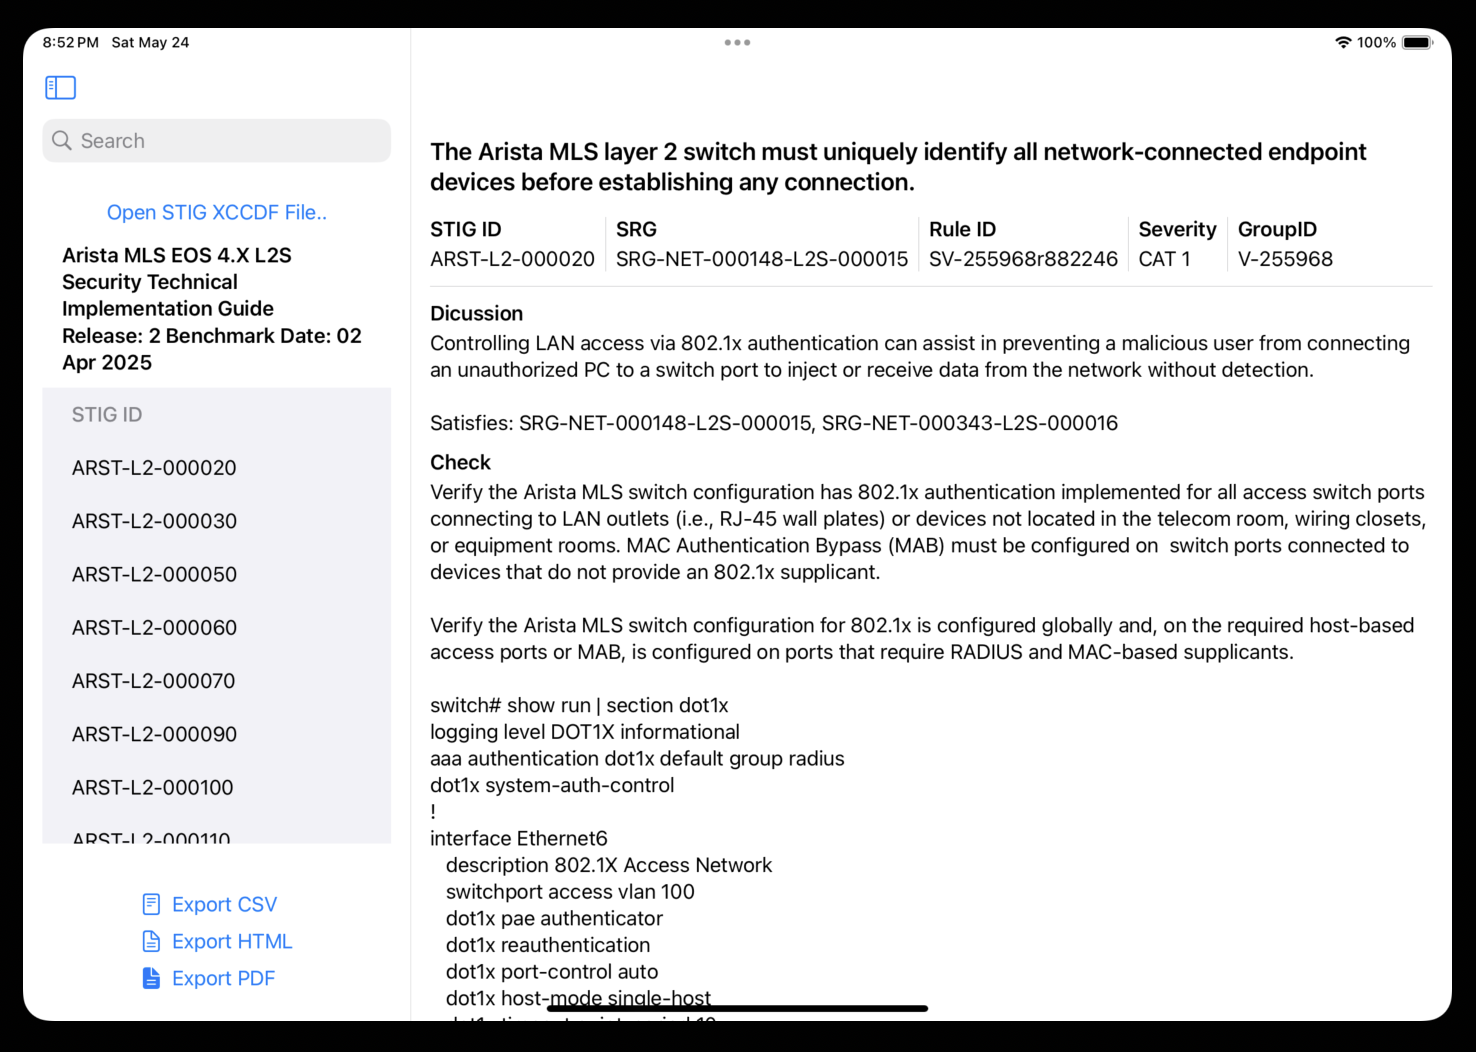 8:52 PM Sat May 24
100%
Search
Open STIG XCCDF File..
Arista MLS EOS 4.X L2S
Security Technical
Implementation Guide
Release: 2 Benchmark Date: 02
Apr 2025
STIG ID
ARST-L2-000020
ARST-L2-000030
ARST-L2-000050
ARST-L2-000060
ARST-L2-000070
ARST-L2-000090
ARST-L2-000100
ARST-L2-000110
Export CSV
Export HTML
Export PDF
The Arista MLS layer 2 switch must uniquely identify all network-connected endpoint
devices before establishing any connection.
STIG ID SRG Rule ID Severity GroupID
ARST-L2-000020 SRG-NET-000148-L2S-000015 SV-255968r882246 CAT 1 V-255968
Dicussion
Controlling LAN access via 802.1x authentication can assist in preventing a malicious user from connecting
an unauthorized PC to a switch port to inject or receive data from the network without detection.
Satisfies: SRG-NET-000148-L2S-000015, SRG-NET-000343-L2S-000016
Check
Verify the Arista MLS switch configuration has 802.1x authentication implemented for all access switch ports
connecting to LAN outlets (i.e., RJ-45 wall plates) or devices not located in the telecom room, wiring closets,
or equipment rooms. MAC Authentication Bypass (MAB) must be configured on  switch ports connected to
devices that do not provide an 802.1x supplicant.
Verify the Arista MLS switch configuration for 802.1x is configured globally and, on the required host-based
access ports or MAB, is configured on ports that require RADIUS and MAC-based supplicants.
switch# show run | section dot1x
logging level DOT1X informational
aaa authentication dot1x default group radius
dot1x system-auth-control
!
interface Ethernet6
description 802.1X Access Network
switchport access vlan 100
dot1x pae authenticator
dot1x reauthentication
dot1x port-control auto
dot1x host-mode single-host